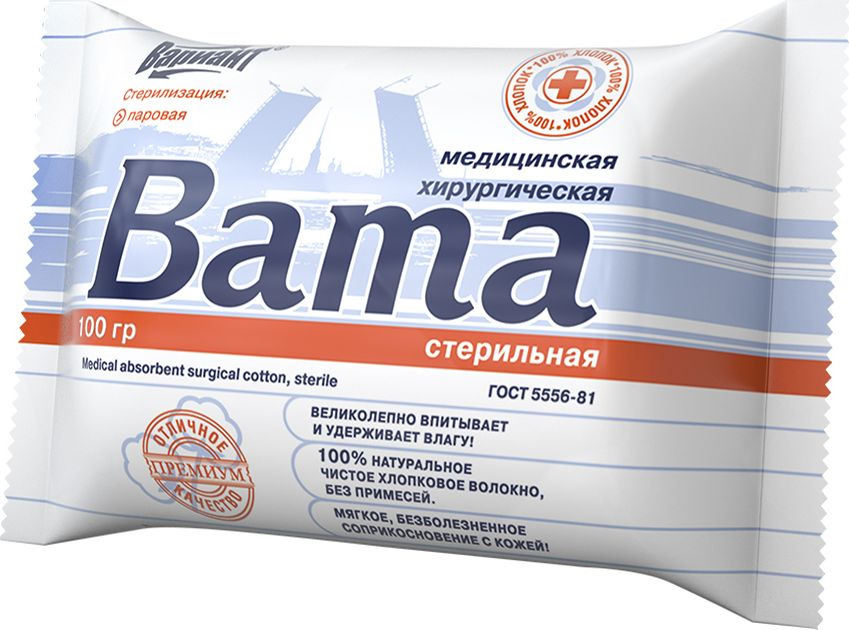 Вариант®
Стерилизация:
паровая
100% ХЛОПОК*100% ХЛОПОК*100% ХЛОПОК*
медицинская
хирургическая
Вата
100 гр
стерильная
Medical absorbent surgical cotton, sterile
ГОСТ 5556-81
ОТЛИЧНОЕ
ПРЕМИУМ
КАЧЕСТВО
ВЕЛИКОЛЕПНО ВПИТЫВАЕТ
И УДЕРЖИВАЕТ ВЛАГУ!
100% НАТУРАЛЬНОЕ
ЧИСТОЕ ХЛОПКОВОЕ ВОЛОКНО,
БЕЗ ПРИМЕСЕЙ.
МЯГКОЕ, БЕЗБОЛЕЗНЕННОЕ
СОПРИКОСНОВЕНИЕ С КОЖЕЙ!